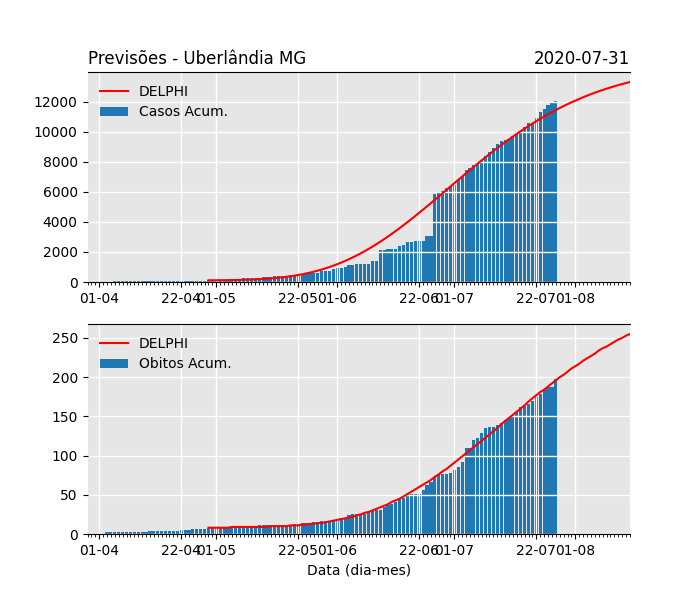 Previsões - Uberlândia MG 2020-07-31
DELPHI
Casos Acum.
12000
10000
8000
6000
4000
2000
0
01-04 22-04 01-05 22-05 01-06 22-06 01-07 22-07 01-08
DELPHI
Obitos Acum.
250
200
150
100
50
0
01-04 22-04 01-05 22-05 01-06 22-06 01-07 22-07 01-08
Data (dia-mes)